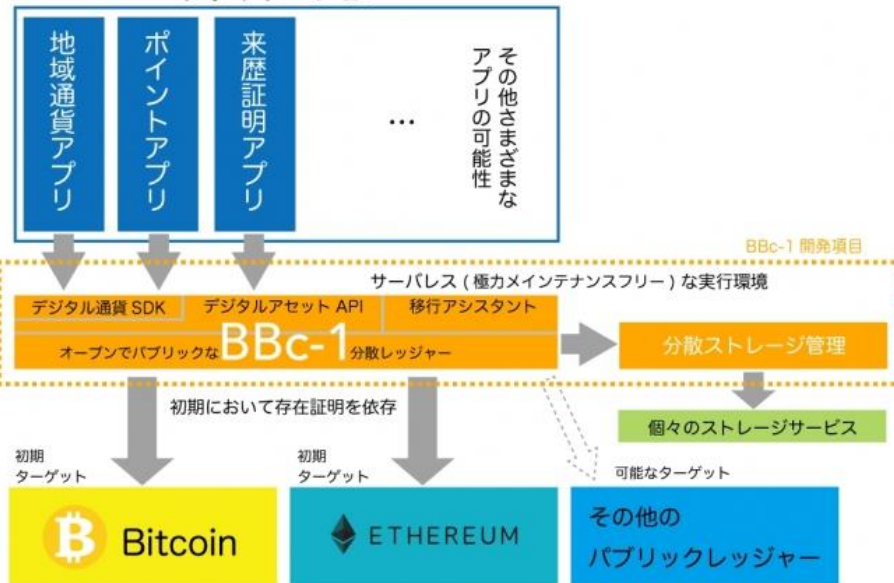 地域通貨アプリ
ポイントアプリ
来歴証明アプリ
…
その他さまざまな
アプリの可能性
BBc-1 開発項目
サーバレス ( 極力メインテナンスフリー ) な実行環境
デジタル通貨 SDK
デジタルアセット API
移行アシスタント
オープンでパブリックなBBc-1分散レッジャー
分散ストレージ管理
初期において存在証明を依存
個々のストレージサービス
初期
ターゲット
初期
ターゲット
可能なターゲット
Bitcoin
ETHEREUM
その他の
パブリックレッジャー